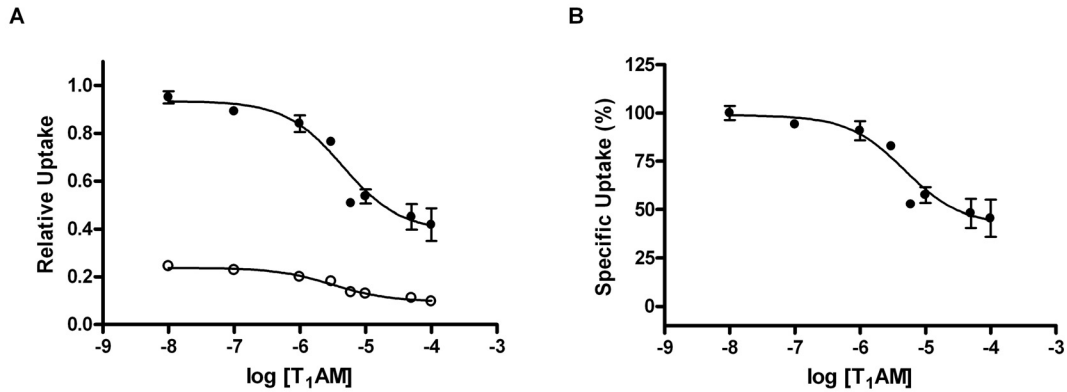 A
Relative Uptake
1.0
0.8
0.6
0.4
0.2
0.0
-9 -8 -7 -6 -5 -4 -3
log [T₁AM]
B
Specific Uptake (%)
125
100
75
50
25
0
-9 -8 -7 -6 -5 -4 -3
log [T₁AM]